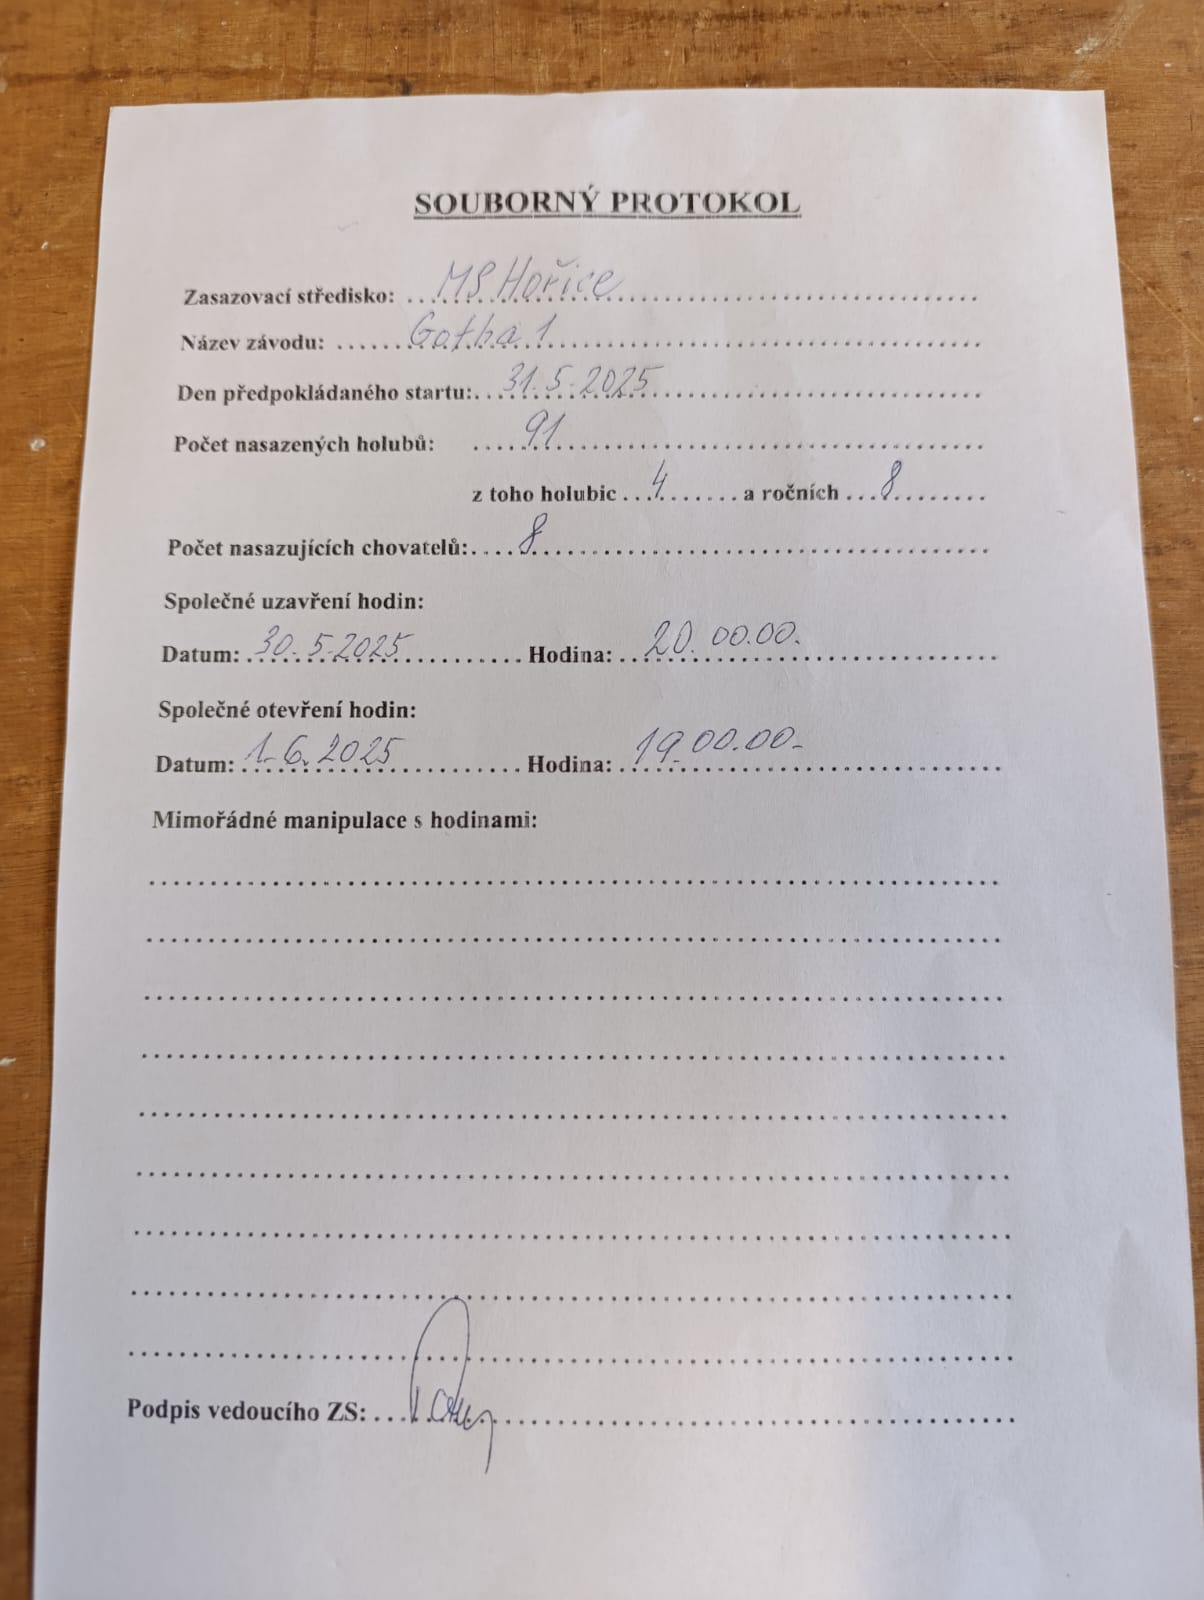 SOUBORNÝ PROTOKOL
Zasazovací středisko: MS Hořice
Název závodu: Gotha 1
Den předpokládaného startu: 31.5.2025
Počet nasazených holubů: 91
z toho holubic 4 a ročních 8
Počet nasazujících chovatelů: 8
Společné uzavření hodin:
Datum: 30.5.2025 Hodina: 20.00.00.
Společné otevření hodin:
Datum: 1.6.2025 Hodina: 19.00.00.
Mimořádné manipulace s hodinami:
Podpis vedoucího ZS: